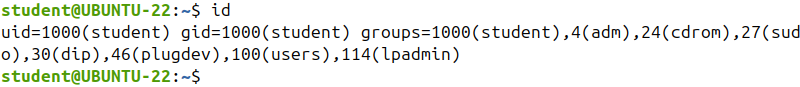 student@UBUNTU-22:~$ id
uid=1000(student) gid=1000(student) groups=1000(student),4(adm),24(cdrom),27(sud
o),30(dip),46(plugdev),100(users),114(lpadmin)
student@UBUNTU-22:~$